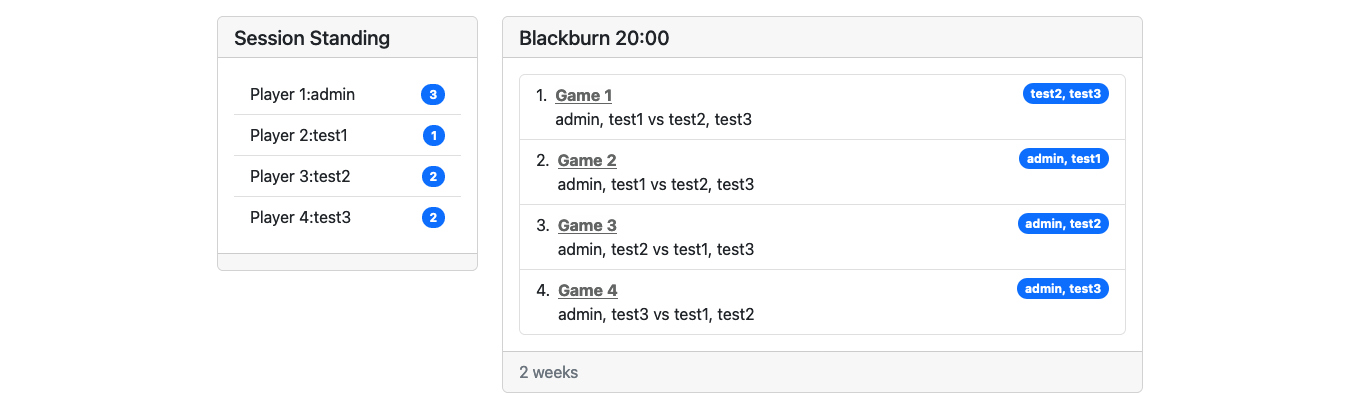 Session Standing
Player 1:admin 3
Player 2:test1 1
Player 3:test2 2
Player 4:test3 2
Blackburn 20:00
1. Game 1 test2, test3
admin, test1 vs test2, test3
2. Game 2 admin, test1
admin, test1 vs test2, test3
3. Game 3 admin, test2
admin, test2 vs test1, test3
4. Game 4 admin, test3
admin, test3 vs test1, test2
2 weeks